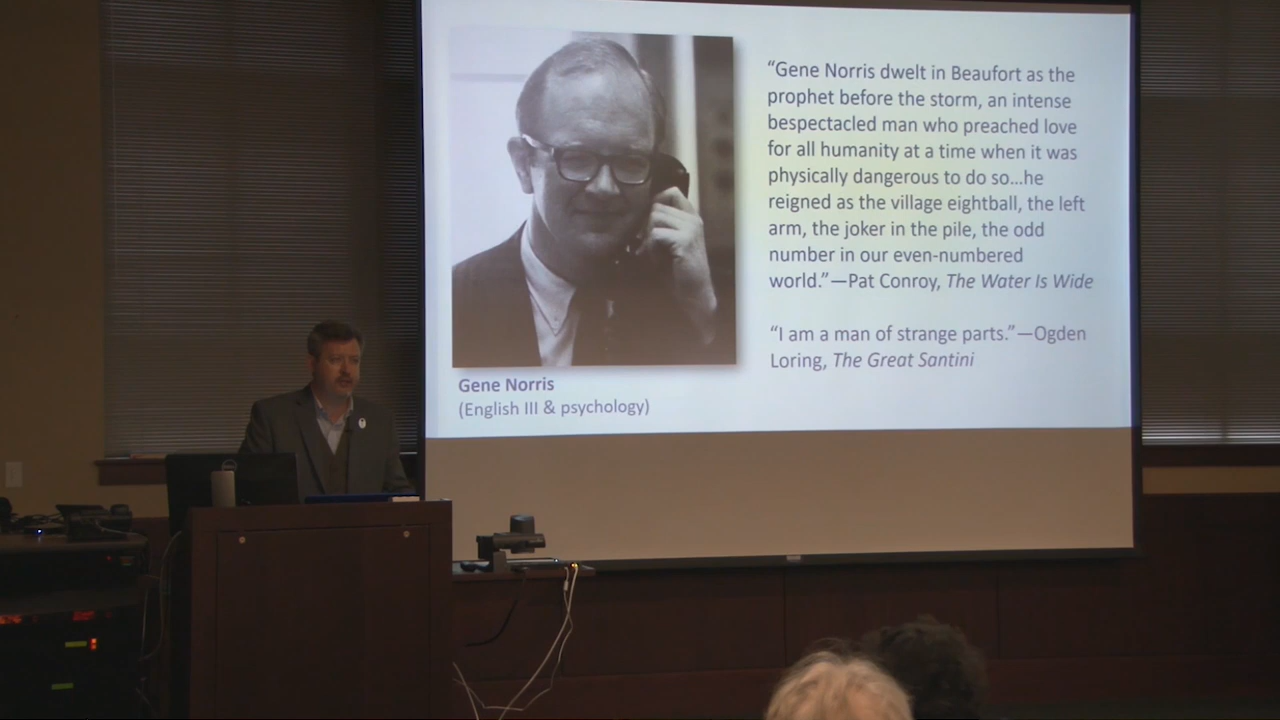 “Gene Norris dwelt in Beaufort as the
prophet before the storm, an intense
bespectacled man who preached love
for all humanity at a time when it was
physically dangerous to do so…he
reigned as the village eightball, the left
arm, the joker in the pile, the odd
number in our even-numbered
world.”—Pat Conroy, The Water Is Wide
“I am a man of strange parts.”—Ogden
Loring, The Great Santini
Gene Norris
(English III & psychology)